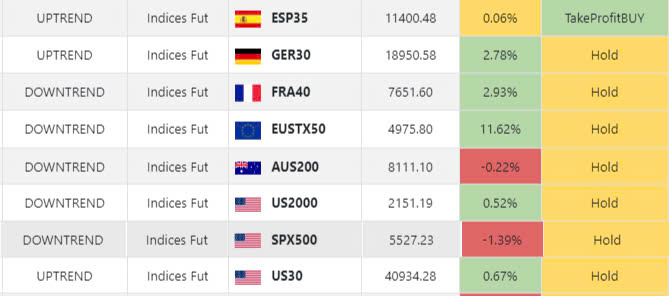 UPTREND Indices Fut ESP35 11400.48 0.06% TakeProfitBUY
UPTREND Indices Fut GER30 18950.58 2.78% Hold
DOWNTREND Indices Fut FRA40 7651.60 2.93% Hold
DOWNTREND Indices Fut EUSTX50 4975.80 11.62% Hold
DOWNTREND Indices Fut AUS200 8111.10 -0.22% Hold
DOWNTREND Indices Fut US2000 2151.19 0.52% Hold
DOWNTREND Indices Fut SPX500 5527.23 -1.39% Hold
UPTREND Indices Fut US30 40934.28 0.67% Hold